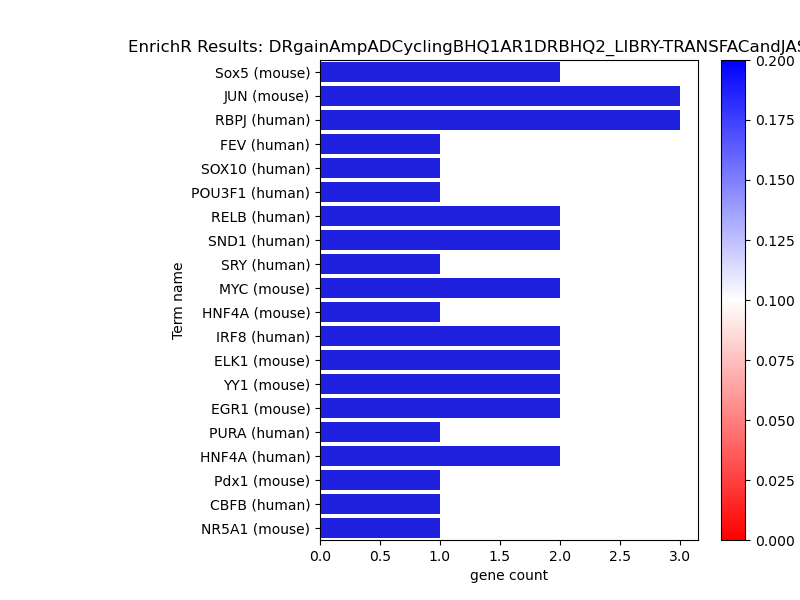 EnrichR Results: DRgainAmpADCyclingBHQ1AR1DRBHQ2_LIBRY-TRANSFACandJAS
Sox5 (mouse)
JUN (mouse)
RBPJ (human)
FEV (human)
SOX10 (human)
POU3F1 (human)
RELB (human)
SND1 (human)
SRY (human)
MYC (mouse)
HNF4A (mouse)
IRF8 (human)
ELK1 (mouse)
YY1 (mouse)
EGR1 (mouse)
PURA (human)
HNF4A (human)
Pdx1 (mouse)
CBFB (human)
NR5A1 (mouse)
Term name
0.0 0.5 1.0 1.5 2.0 2.5 3.0
gene count
0.200
0.175
0.150
0.125
0.100
0.075
0.050
0.025
0.000